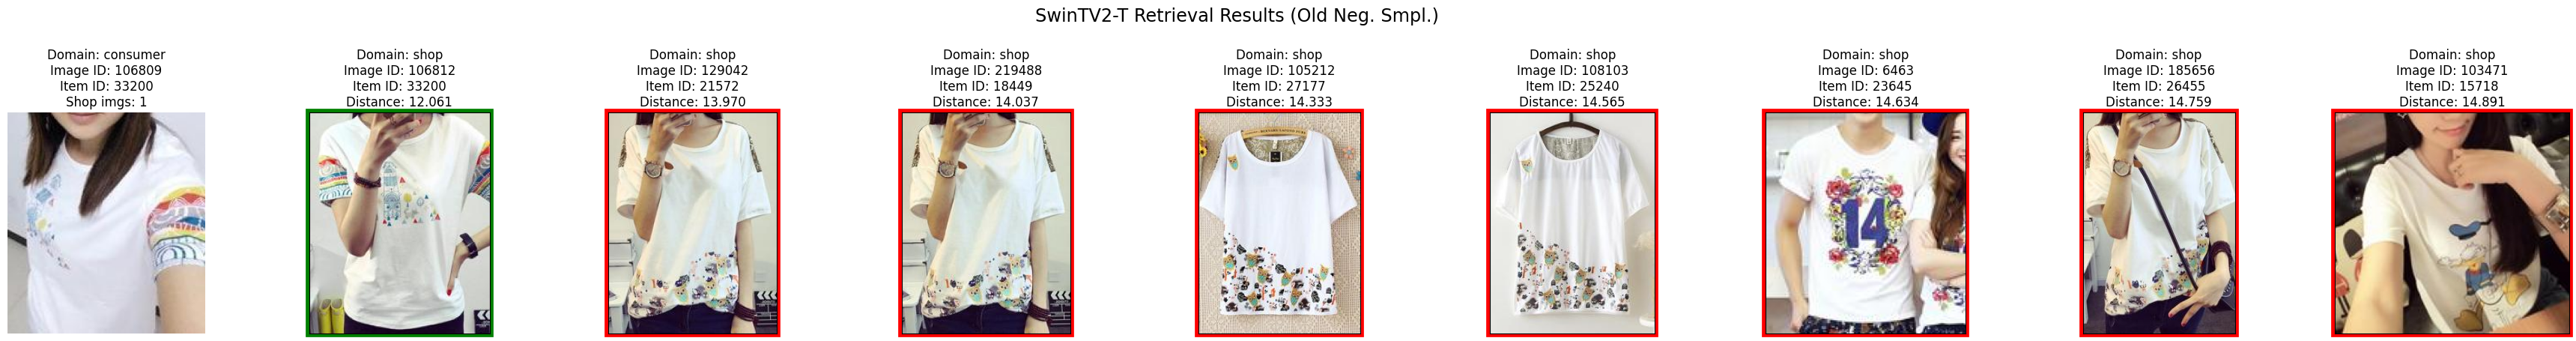 SwinTV2-T Retrieval Results (Old Neg. Smpl.)
Domain: consumer
Image ID: 106809
Item ID: 33200
Shop imgs: 1
Domain: shop
Image ID: 106812
Item ID: 33200
Distance: 12.061
Domain: shop
Image ID: 129042
Item ID: 21572
Distance: 13.970
Domain: shop
Image ID: 219488
Item ID: 18449
Distance: 14.037
Domain: shop
Image ID: 105212
Item ID: 27177
Distance: 14.333
Domain: shop
Image ID: 108103
Item ID: 25240
Distance: 14.565
Domain: shop
Image ID: 6463
Item ID: 23645
Distance: 14.634
14
Domain: shop
Image ID: 185656
Item ID: 26455
Distance: 14.759
Domain: shop
Image ID: 103471
Item ID: 15718
Distance: 14.891